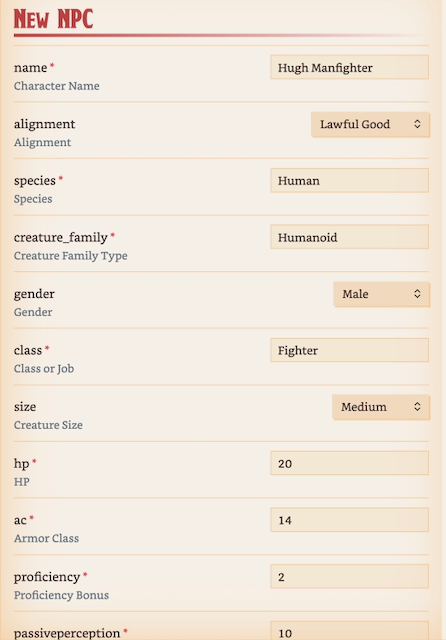 New NPC
name * Hugh Manfighter
Character Name
alignment Lawful Good
Alignment
species * Human
Species
creature_family * Humanoid
Creature Family Type
gender Male
Gender
class * Fighter
Class or Job
size Medium
Creature Size
hp * 20
HP
ac * 14
Armor Class
proficiency * 2
Proficiency Bonus
passiveperception * 10